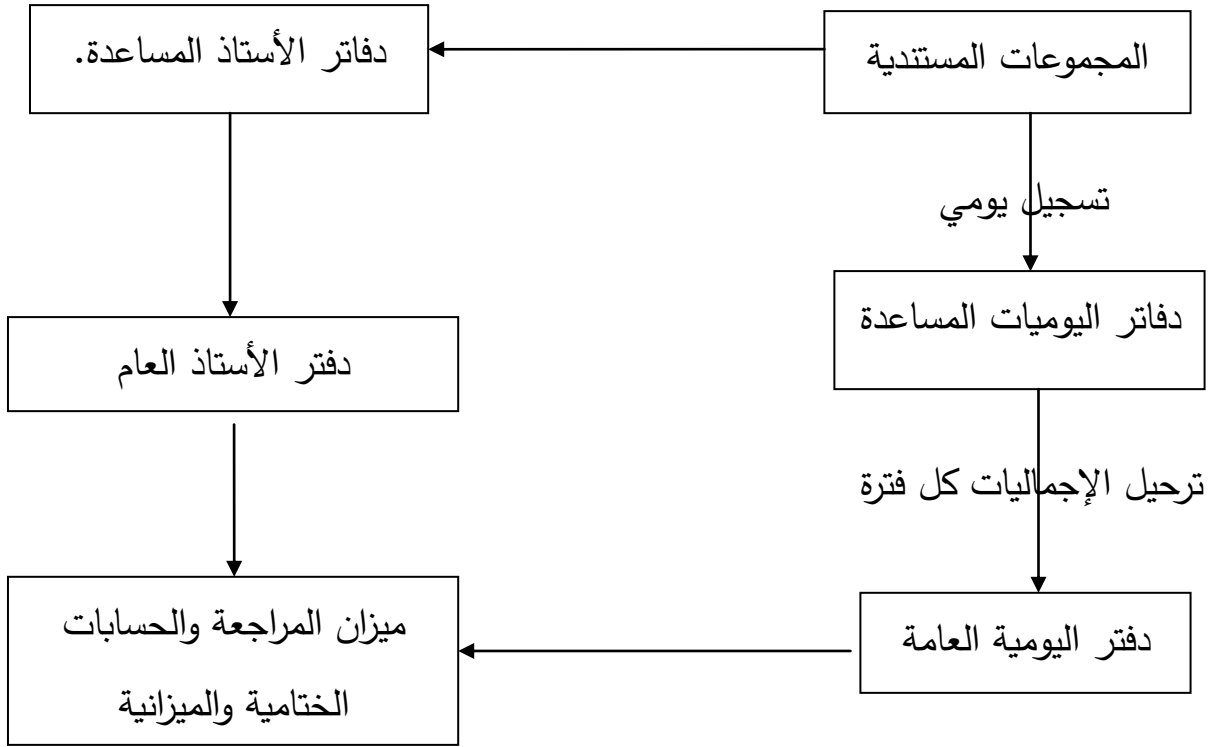 المجموعات المستندية
دفاتر الأستاذ المساعدة.
تسجيل يومي
دفاتر اليوميات المساعدة
دفتر الأستاذ العام
ترحيل الإجماليات كل فترة
دفتر اليومية العامة
ميزان المراجعة والحسابات
الختامية والميزانية